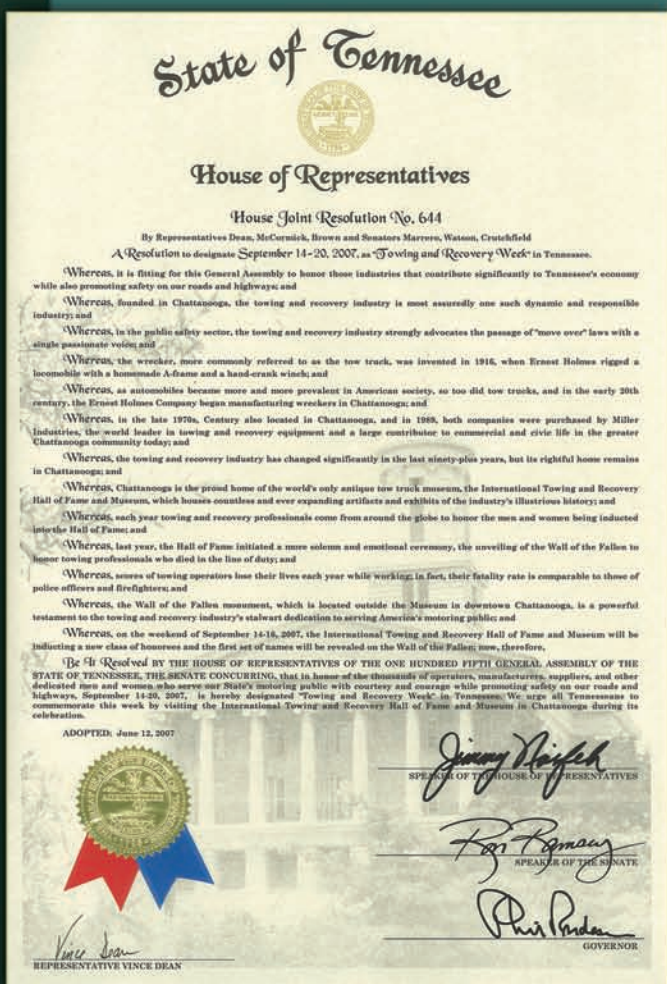 State of Tennessee
House of Representatives
House Joint Resolution No. 644
By Representatives Dean, McCormick, Brown and Senators Marrero, Watson, Crutchfield
A Resolution to designate September 14-20, 2007, as "Towing and Recovery Week" in Tennessee.
Whereas, it is fitting for this General Assembly to honor those industries that contribute significantly to Tennessee's economy
while also promoting safety on our roads and highways; and
Whereas, founded in Chattanooga, the towing and recovery industry is most assuredly one such dynamic and responsible
industry; and
Whereas, in the public safety sector, the towing and recovery industry strongly advocates the passage of "move over" laws with a
single passionate voice; and
Whereas, the wrecker, more commonly referred to as the tow truck, was invented in 1916, when Ernest Holmes rigged a
locomobile with a homemade A-frame and a hand-crank winch; and
Whereas, as automobiles became more and more prevalent in American society, so too did tow trucks, and in the early 20th
century, the Ernest Holmes Company began manufacturing wreckers in Chattanooga; and
Whereas, in the late 1970s, Century also located in Chattanooga, and in 1989, both companies were purchased by Miller
Industries, the world leader in towing and recovery equipment and a large contributor to commercial and civic life in the greater
Chattanooga community today; and
Whereas, the towing and recovery industry has changed significantly in the last ninety-plus years, but its rightful home remains
in Chattanooga; and
Whereas, Chattanooga is the proud home of the world's only antique tow truck museum, the International Towing and Recovery
Hall of Fame and Museum, which houses countless and ever expanding artifacts and exhibits of the industry's illustrious history; and
Whereas, each year towing and recovery professionals come from around the globe to honor the men and women being inducted
into the Hall of Fame; and
Whereas, last year, the Hall of Fame initiated a more solemn and emotional ceremony, the unveiling of the Wall of the Fallen to
honor towing professionals who died in the line of duty; and
Whereas, scores of towing operators lose their lives each year while working; in fact, their fatality rate is comparable to those of
police officers and firefighters; and
Whereas, the Wall of the Fallen monument, which is located outside the Museum in downtown Chattanooga, is a powerful
testament to the towing and recovery industry's stalwart dedication to serving America's motoring public; and
Whereas, on the weekend of September 14-16, 2007, the International Towing and Recovery Hall of Fame and Museum will be
inducting a new class of honorees and the first set of names will be revealed on the Wall of the Fallen; now, therefore,
Be It Resolved BY THE HOUSE OF REPRESENTATIVES OF THE ONE HUNDRED FIFTH GENERAL ASSEMBLY OF THE
STATE OF TENNESSEE, THE SENATE CONCURRING, that in honor of the thousands of operators, manufacturers, suppliers, and other
dedicated men and women who serve our State's motoring public with courtesy and courage while promoting safety on our roads and
highways, September 14-20, 2007, is hereby designated "Towing and Recovery Week" in Tennessee. We urge all Tennesseans to
commemorate this week by visiting the International Towing and Recovery Hall of Fame and Museum in Chattanooga during its
celebration.
ADOPTED: June 12, 2007
Jimmy Naifeh
SPEAKER OF THE HOUSE OF REPRESENTATIVES
Ron Ramsey
SPEAKER OF THE SENATE
Phil Bredesen
GOVERNOR
Vince Dean
REPRESENTATIVE VINCE DEAN